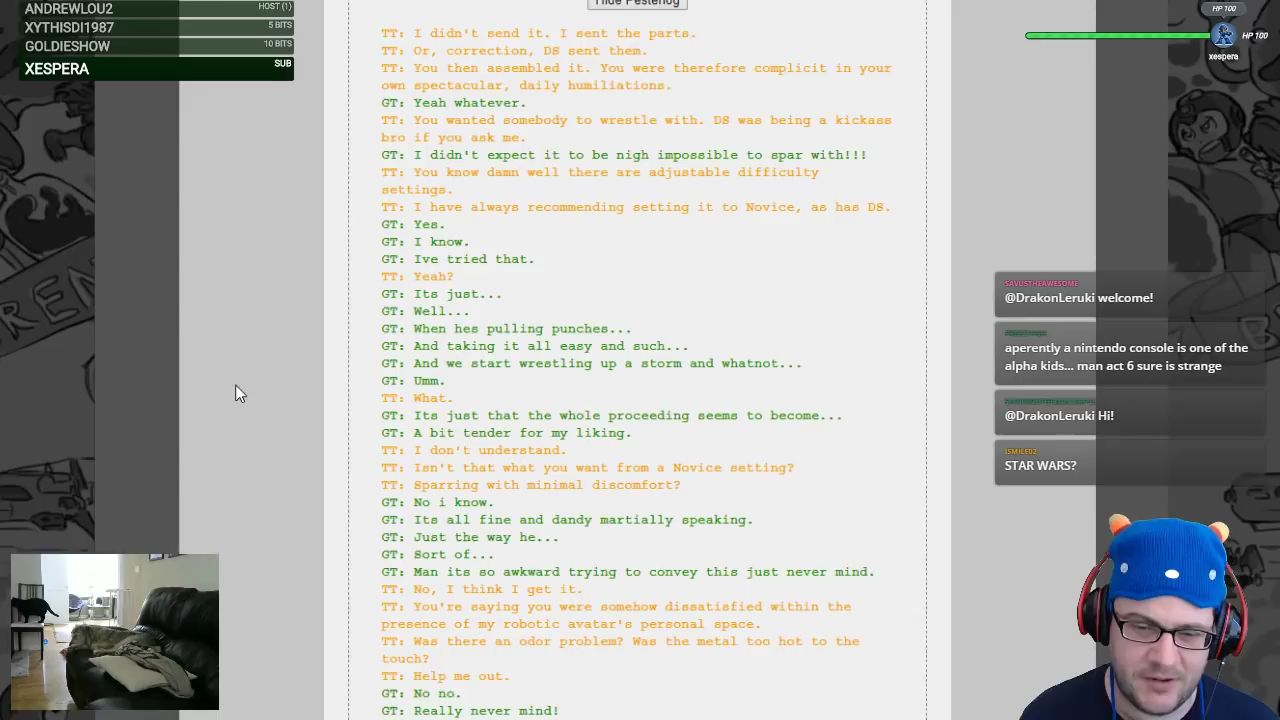 ANDREWLOU2 HOST (1)
XYTHISDI1987 5 BITS
GOLDIESHOW 10 BITS
XESPERA SUB
Hide Pesterlog
TT: I didn't send it. I sent the parts.
TT: Or, correction, DS sent them.
TT: You then assembled it. You were therefore complicit in your
own spectacular, daily humiliations.
GT: Yeah whatever.
TT: You wanted somebody to wrestle with. DS was being a kickass
bro if you ask me.
GT: I didn't expect it to be nigh impossible to spar with!!!
TT: You know damn well there are adjustable difficulty
settings.
TT: I have always recommending setting it to Novice, as has DS.
GT: Yes.
GT: I know.
GT: Ive tried that.
TT: Yeah?
GT: Its just...
GT: Well...
GT: When hes pulling punches...
GT: And taking it all easy and such...
GT: And we start wrestling up a storm and whatnot...
GT: Umm.
TT: What.
GT: Its just that the whole proceeding seems to become...
GT: A bit tender for my liking.
TT: I don't understand.
TT: Isn't that what you want from a Novice setting?
TT: Sparring with minimal discomfort?
GT: No i know.
GT: Its all fine and dandy martially speaking.
GT: Just the way he...
GT: Sort of...
GT: Man its so awkward trying to convey this just never mind.
TT: No, I think I get it.
TT: You're saying you were somehow dissatisfied within the
presence of my robotic avatar's personal space.
TT: Was there an odor problem? Was the metal too hot to the
touch?
TT: Help me out.
GT: No no.
GT: Really never mind!
HP 100
HP 100
xespera
SAVUSTHEAWESOME
@DrakonLeruki welcome!
aperently a nintendo console is one of the
alpha kids... man act 6 sure is strange
@DrakonLeruki Hi!
ISMILE0Z
STAR WARS?